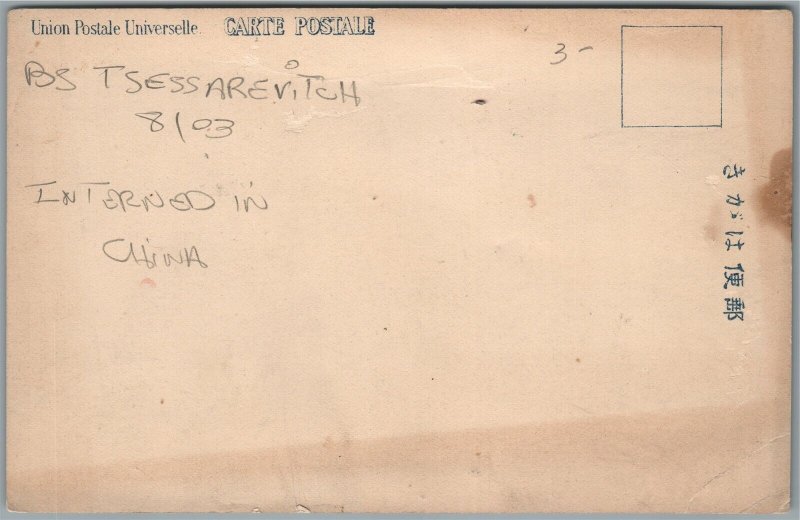 Union Postale Universelle. CARTE POSTALE
3-
BS TSESSAREViTCH
8/03
INTERNED IN
CHINA
郵便はがき